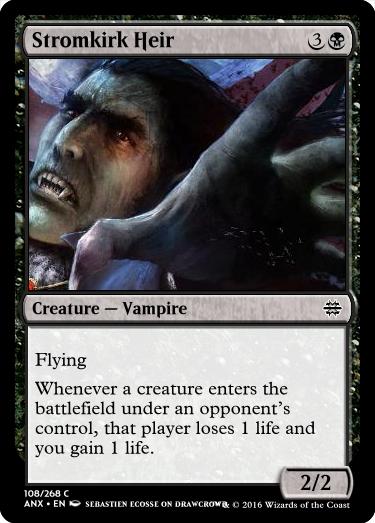 Stromkirk Heir 3
Creature — Vampire
Flying
Whenever a creature enters the
battlefield under an opponent's
control, that player loses 1 life and
you gain 1 life.
2/2
108/268 C
ANX • EN SEBASTIEN ECOSSE ON DRAWCROWD & © 2016 Wizards of the Coast